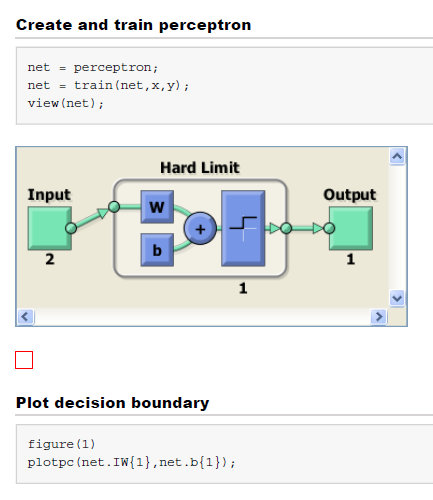 Create and train perceptron
net = perceptron;
net = train(net,x,y);
view(net);
Hard Limit
Input
Output
W
+
b
2
1
1
Plot decision boundary
figure(1)
plotpc(net.IW{1},net.b{1});